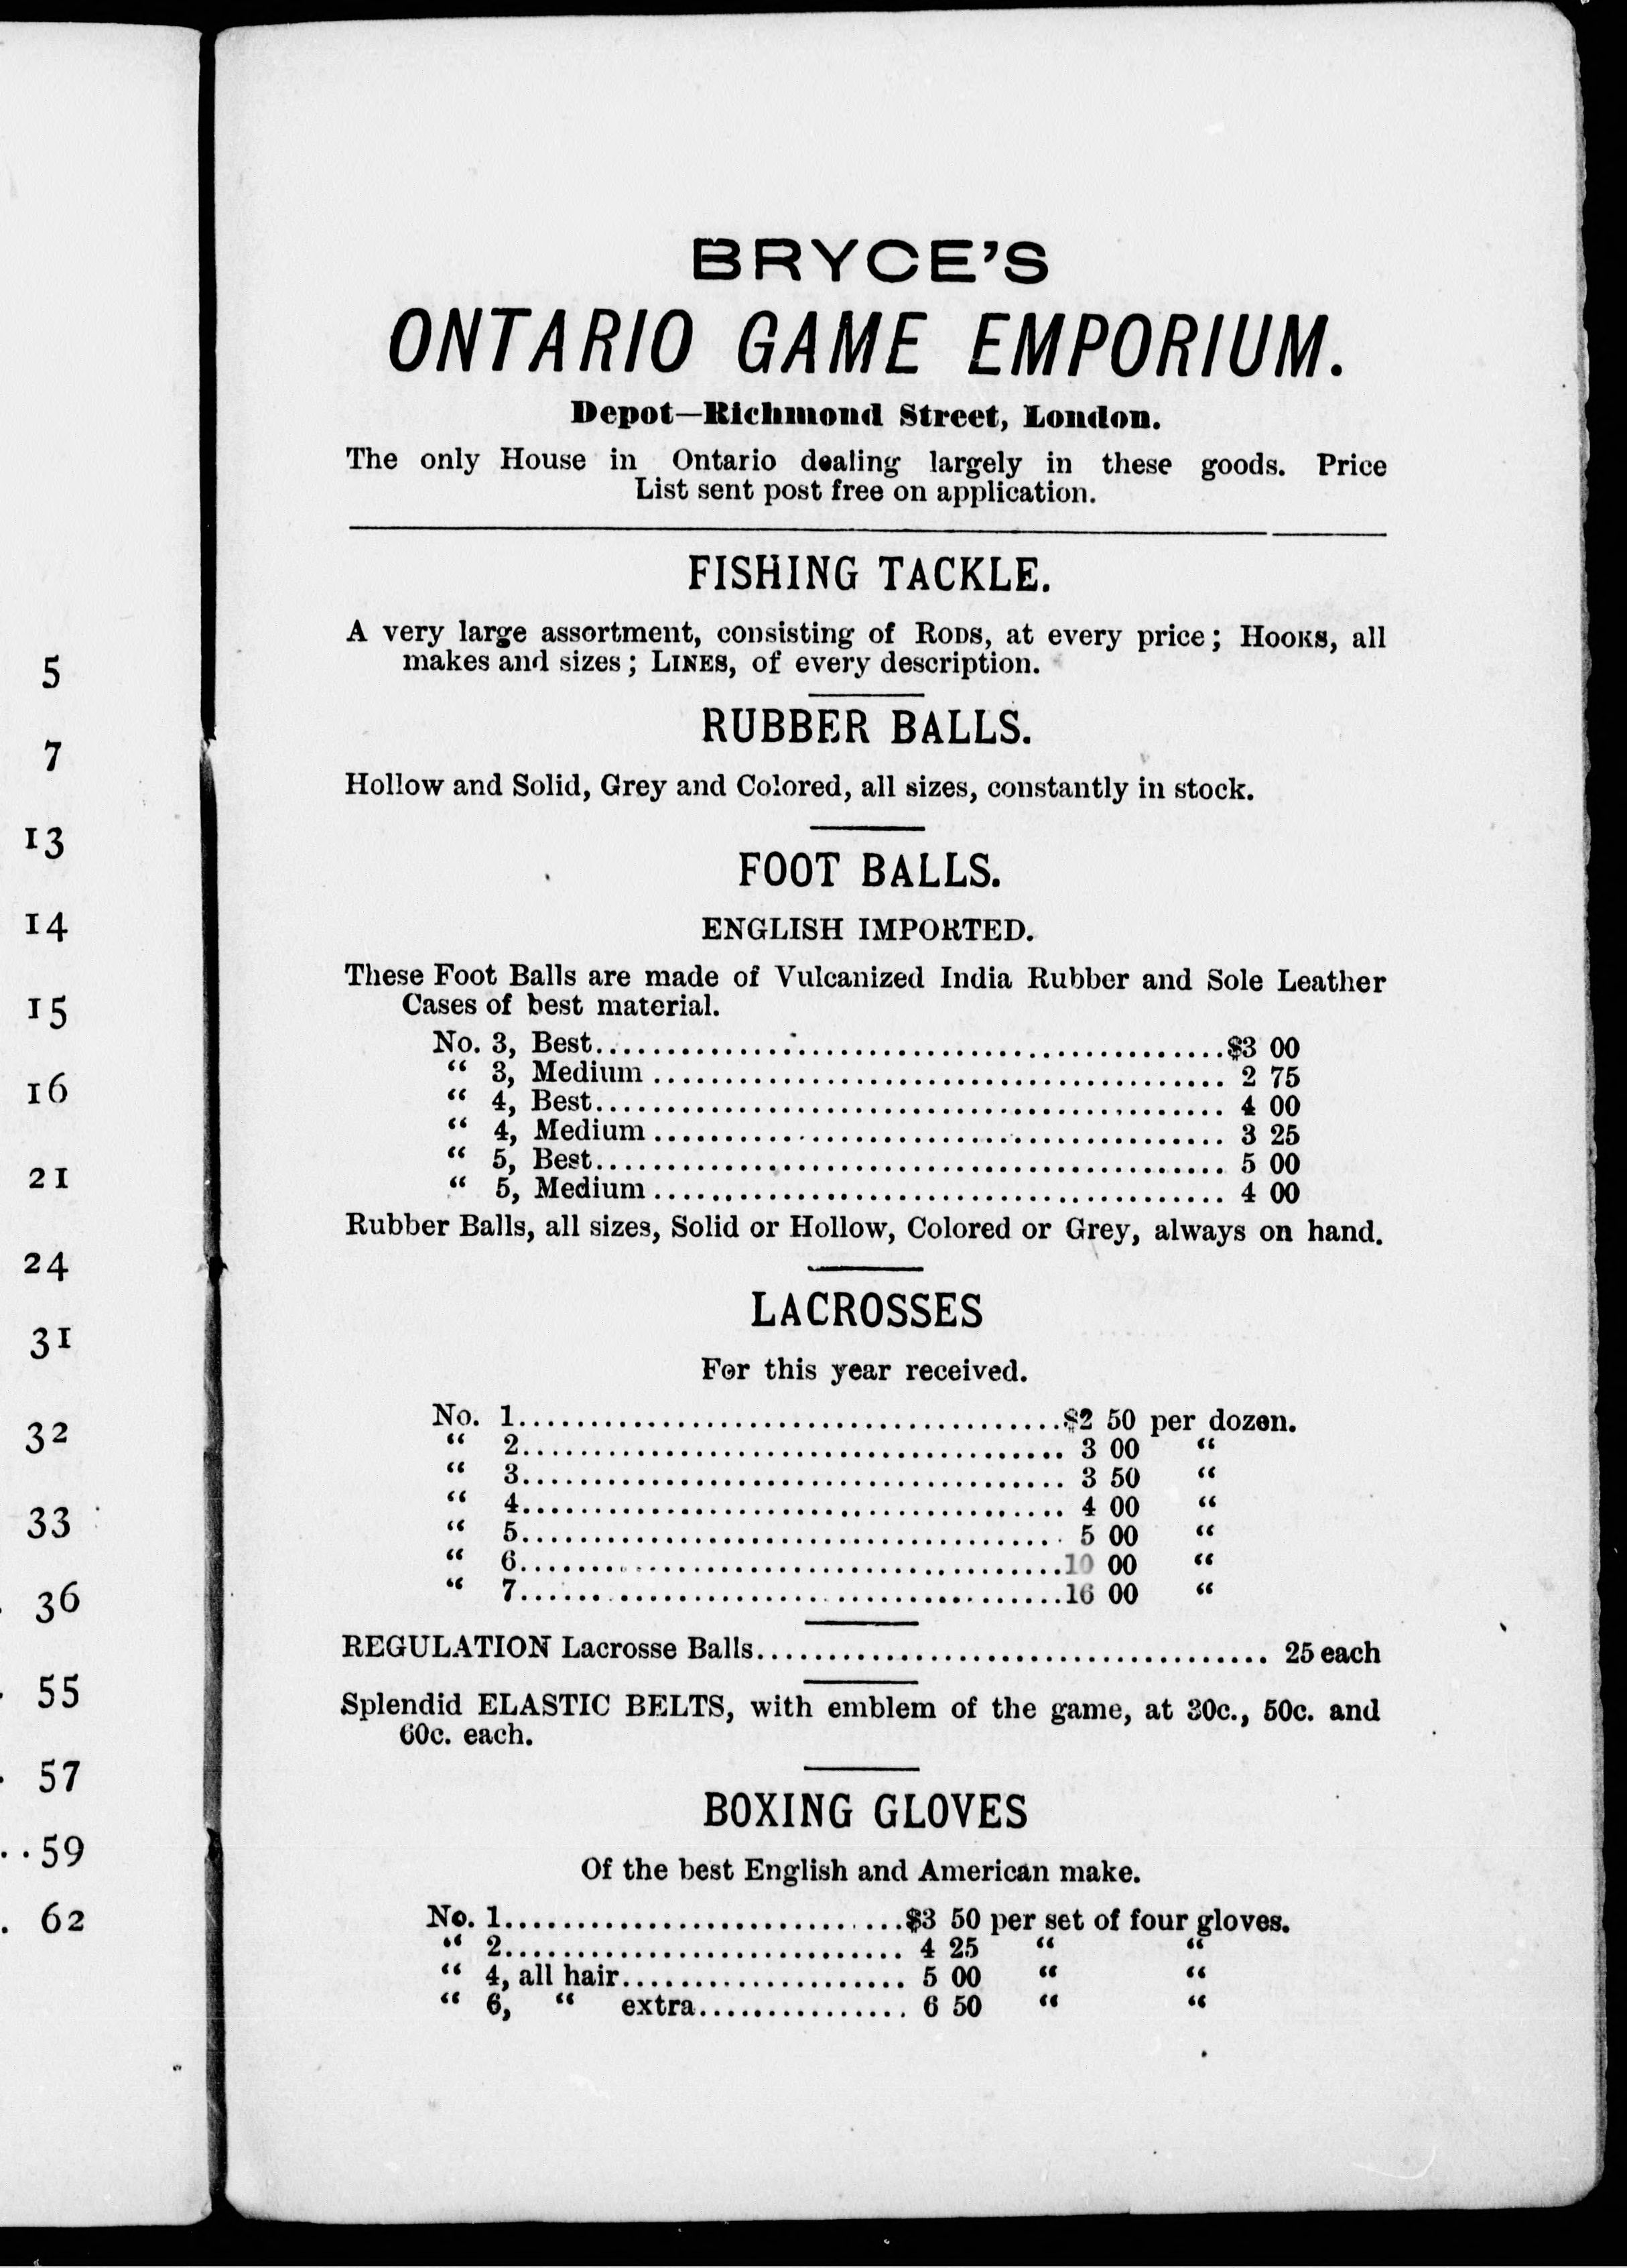 5
7
13
14
15
16
21
24
31
32
33
36
55
57
59
62
BRYCE'S
ONTARIO GAME EMPORIUM.
Depot—Richmond Street, London.
The only House in Ontario dealing largely in these goods. Price
List sent post free on application.
FISHING TACKLE.
A very large assortment, consisting of RODS, at every price; HOOKS, all
makes and sizes; LINES, of every description.
RUBBER BALLS.
Hollow and Solid, Grey and Colored, all sizes, constantly in stock.
FOOT BALLS.
ENGLISH IMPORTED.
These Foot Balls are made of Vulcanized India Rubber and Sole Leather
Cases of best material.
No. 3, Best........................................$3 00
“ 3, Medium........................................ 2 75
“ 4, Best........................................ 4 00
“ 4, Medium........................................ 3 25
“ 5, Best........................................ 5 00
“ 5, Medium........................................ 4 00
Rubber Balls, all sizes, Solid or Hollow, Colored or Grey, always on hand.
LACROSSES
For this year received.
No. 1.....................................$2 50 per dozen.
“ 2..................................... 3 00 “
“ 3..................................... 3 50 “
“ 4..................................... 4 00 “
“ 5..................................... 5 00 “
“ 6.....................................10 00 “
“ 7.....................................16 00 “
REGULATION Lacrosse Balls.................................... 25 each
Splendid ELASTIC BELTS, with emblem of the game, at 30c., 50c. and
60c. each.
BOXING GLOVES
Of the best English and American make.
No. 1............................$3 50 per set of four gloves.
“ 2............................ 4 25 “ “
“ 4, all hair.................... 5 00 “ “
“ 6, “ extra............... 6 50 “ “